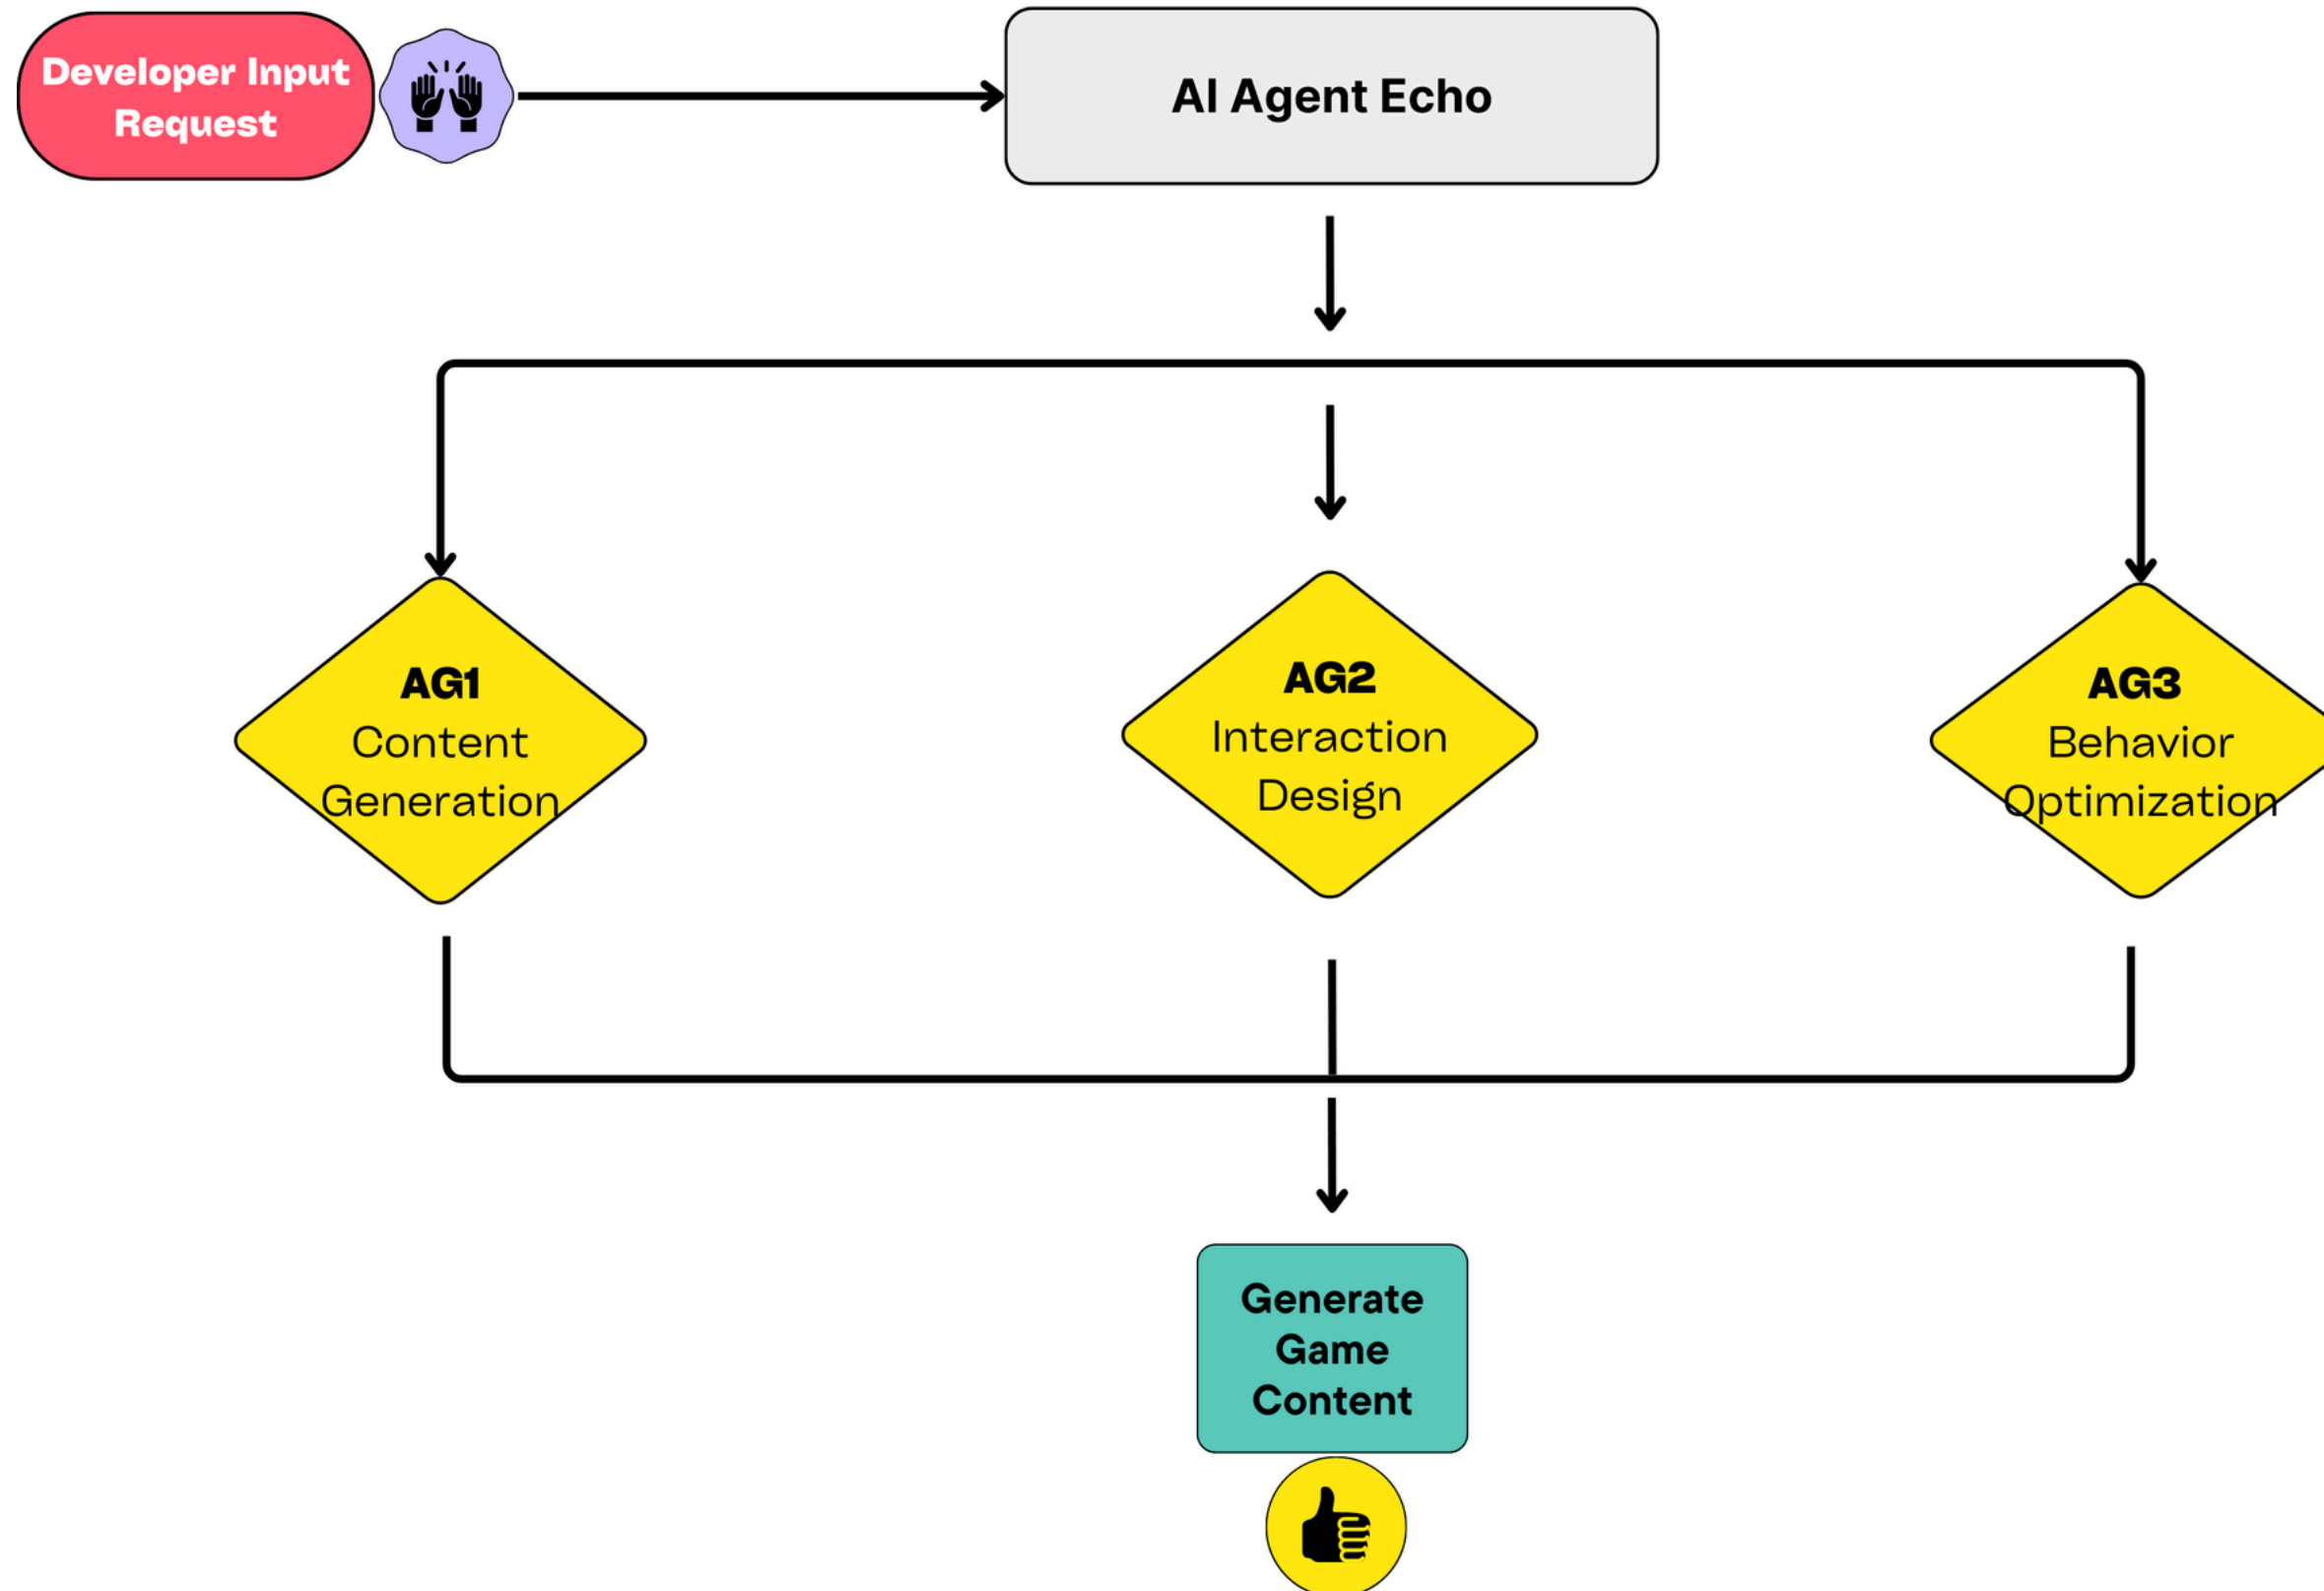 Developer Input
Request
AI Agent Echo
AG1
Content
Generation
AG2
Interaction
Design
AG3
Behavior
Optimization
Generate
Game
Content